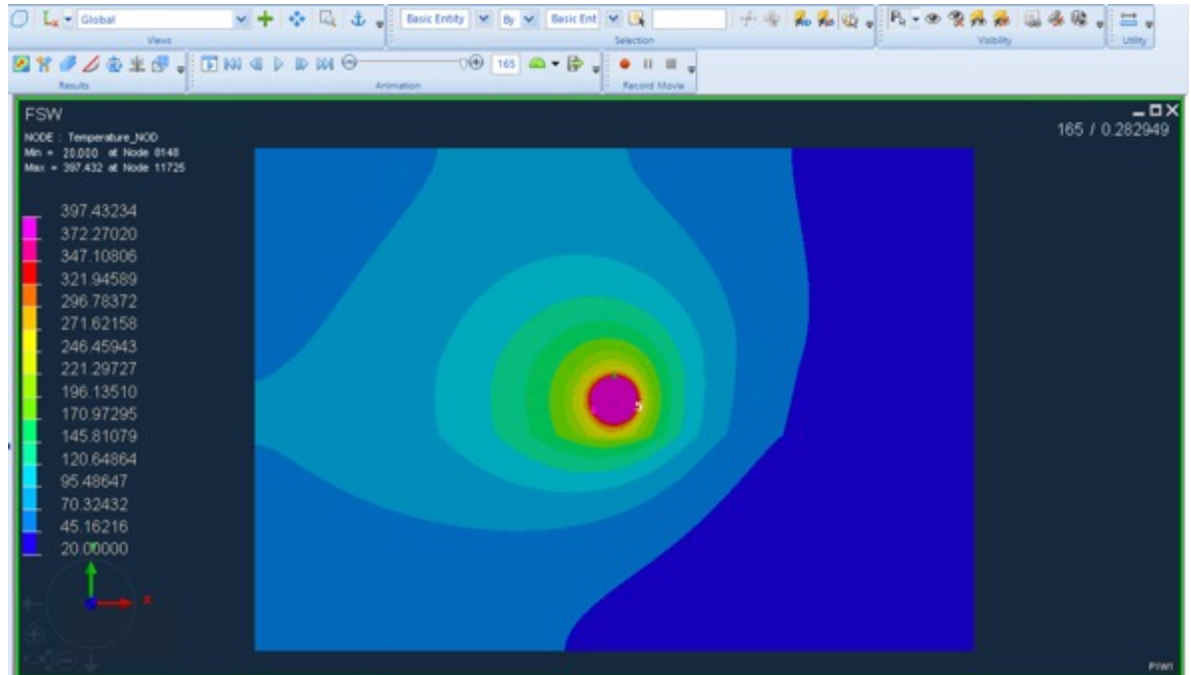 Global
Basic Entity
By
Basic Ent
Views
Selection
Visibility
Utility
165
Results
Animation
Record Movie
FSW
165 / 0.282949
NODE : Temperature_NOD
Min = 20.000 at Node 8148
Max = 397.432 at Node 11725
397.43234
372.27020
347.10806
321.94589
296.78372
271.62158
246.45943
221.29727
196.13510
170.97295
145.81079
120.64864
95.48647
70.32432
45.16216
20.00000
X
P1W1